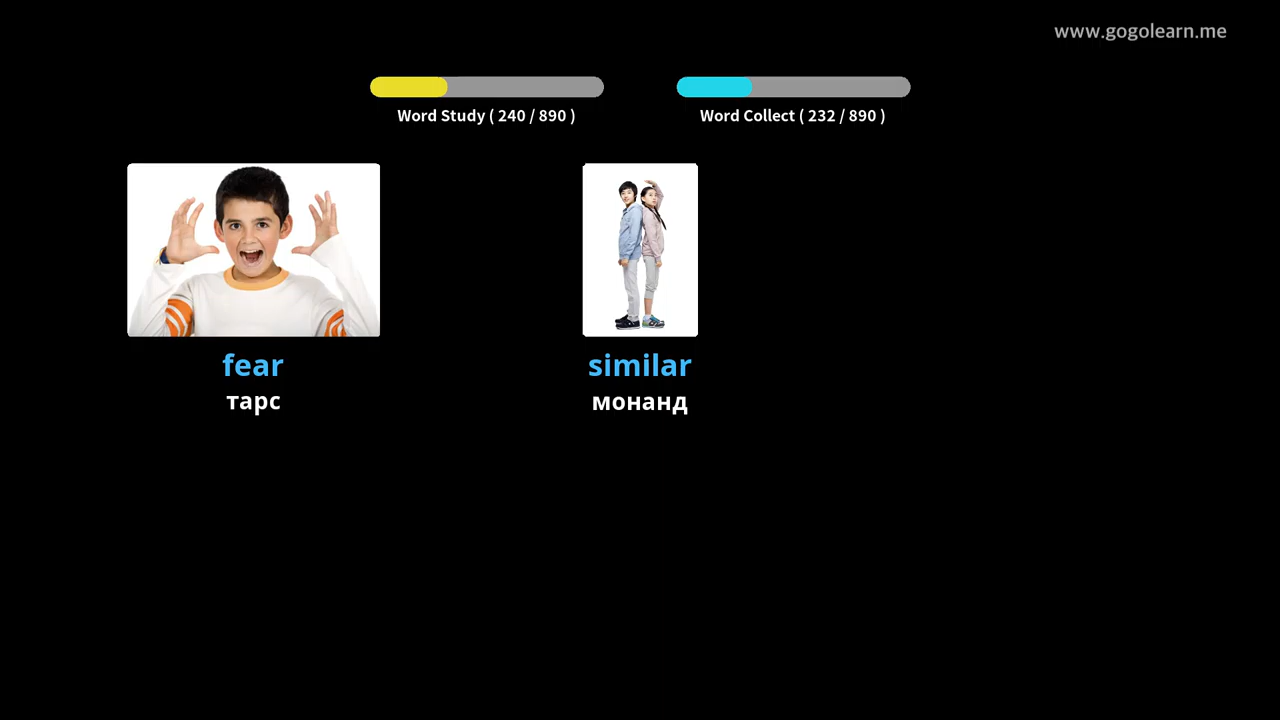 www.gogolearn.me
Word Study ( 240 / 890 )
Word Collect ( 232 / 890 )
fear
тарс
similar
монанд